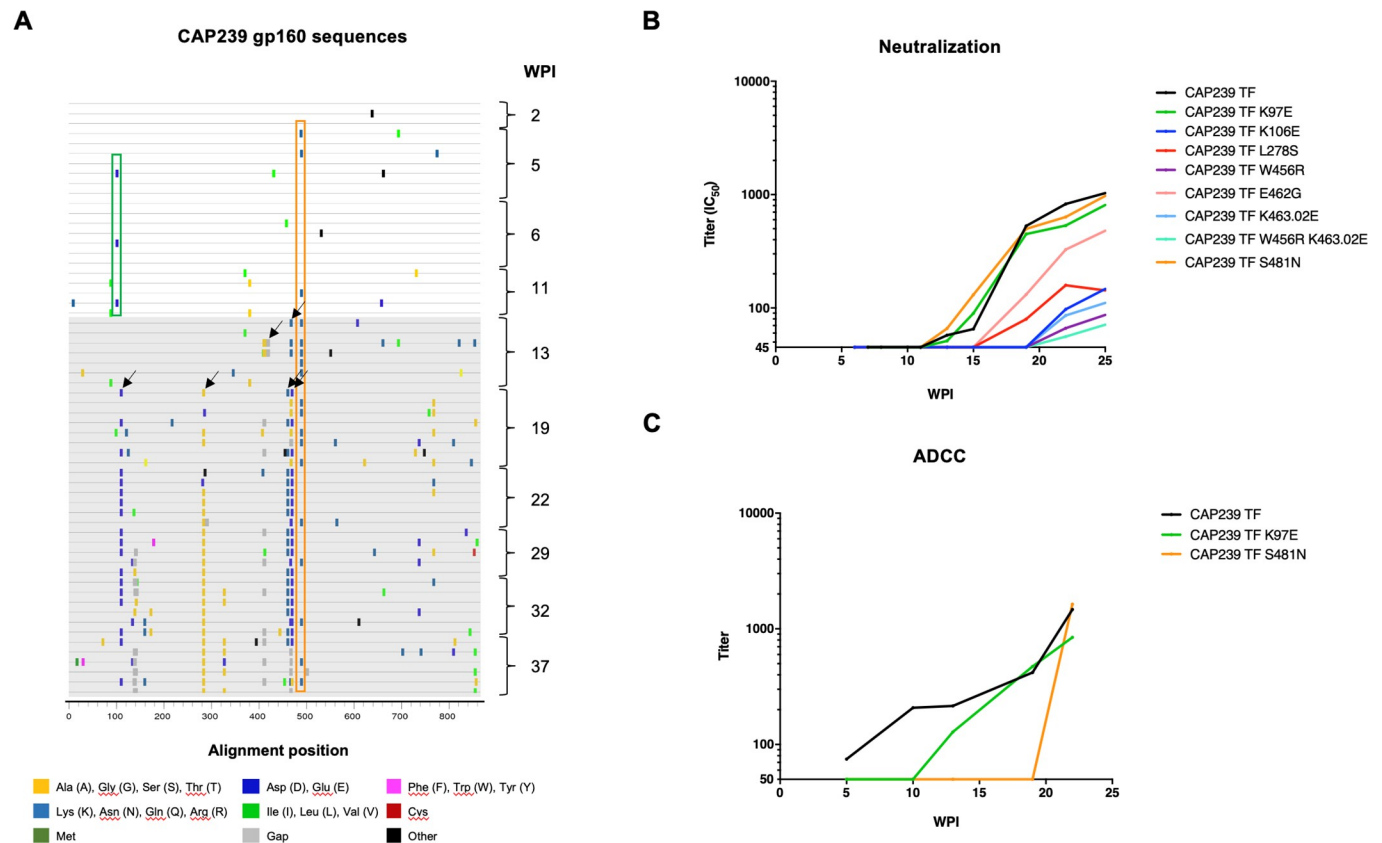 A
CAP239 gp160 sequences
WPI
2
5
6
11
13
19
22
29
32
37
0 100 200 300 400 500 600 700 800
Alignment position
Ala (A), Gly (G), Ser (S), Thr (T)
Asp (D), Glu (E)
Phe (F), Trp (W), Tyr (Y)
Lys (K), Asn (N), Gln (Q), Arg (R)
Ile (I), Leu (L), Val (V)
Cys
Met
Gap
Other
B
Neutralization
Titer (IC50)
10000
1000
100
45
0 5 10 15 20 25
WPI
CAP239 TF
CAP239 TF K97E
CAP239 TF K106E
CAP239 TF L278S
CAP239 TF W456R
CAP239 TF E462G
CAP239 TF K463.02E
CAP239 TF W456R K463.02E
CAP239 TF S481N
C
ADCC
Titer
10000
1000
100
50
0 5 10 15 20 25
WPI
CAP239 TF
CAP239 TF K97E
CAP239 TF S481N